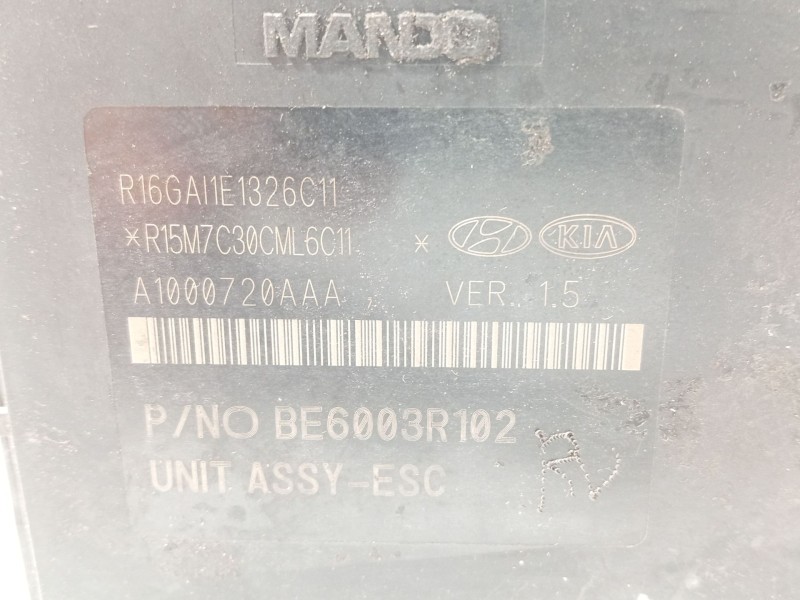 MANDO
R16GAI1E1326C11
*R15M7C30CML6C11 * KIA
A1000720AAA VER. 1.5
P/NO BE6003R102
UNIT ASSY-ESC